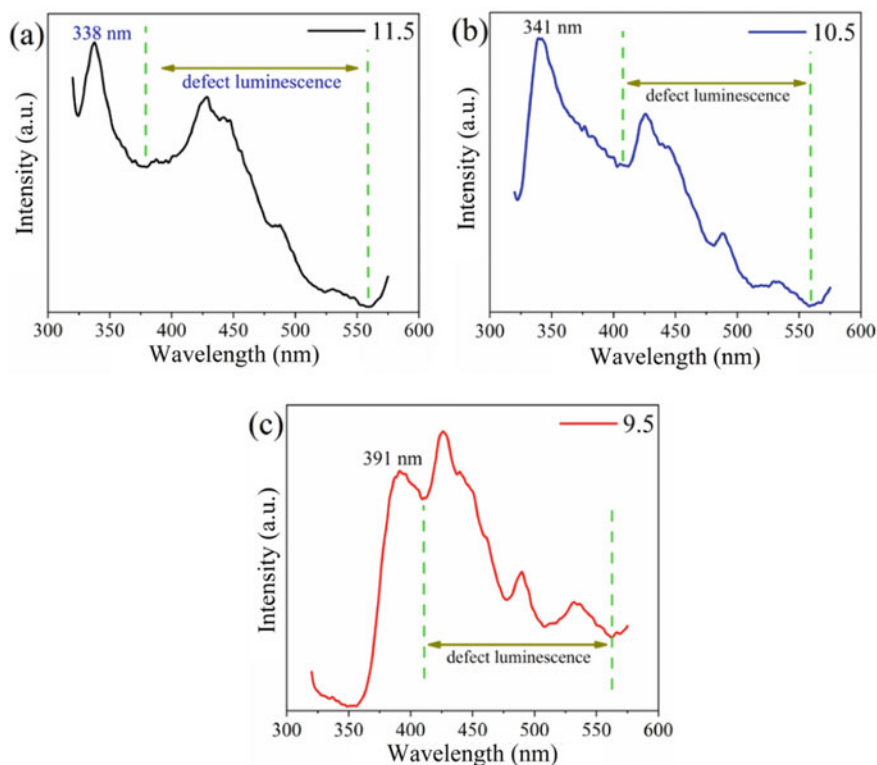 (a)
338 nm
11.5
defect luminescence
Intensity (a.u.)
300 350 400 450 500 550 600
Wavelength (nm)
(b)
341 nm
10.5
defect luminescence
Intensity (a.u.)
300 350 400 450 500 550 600
Wavelength (nm)
(c)
391 nm
9.5
defect luminescence
Intensity (a.u.)
300 350 400 450 500 550 600
Wavelength (nm)